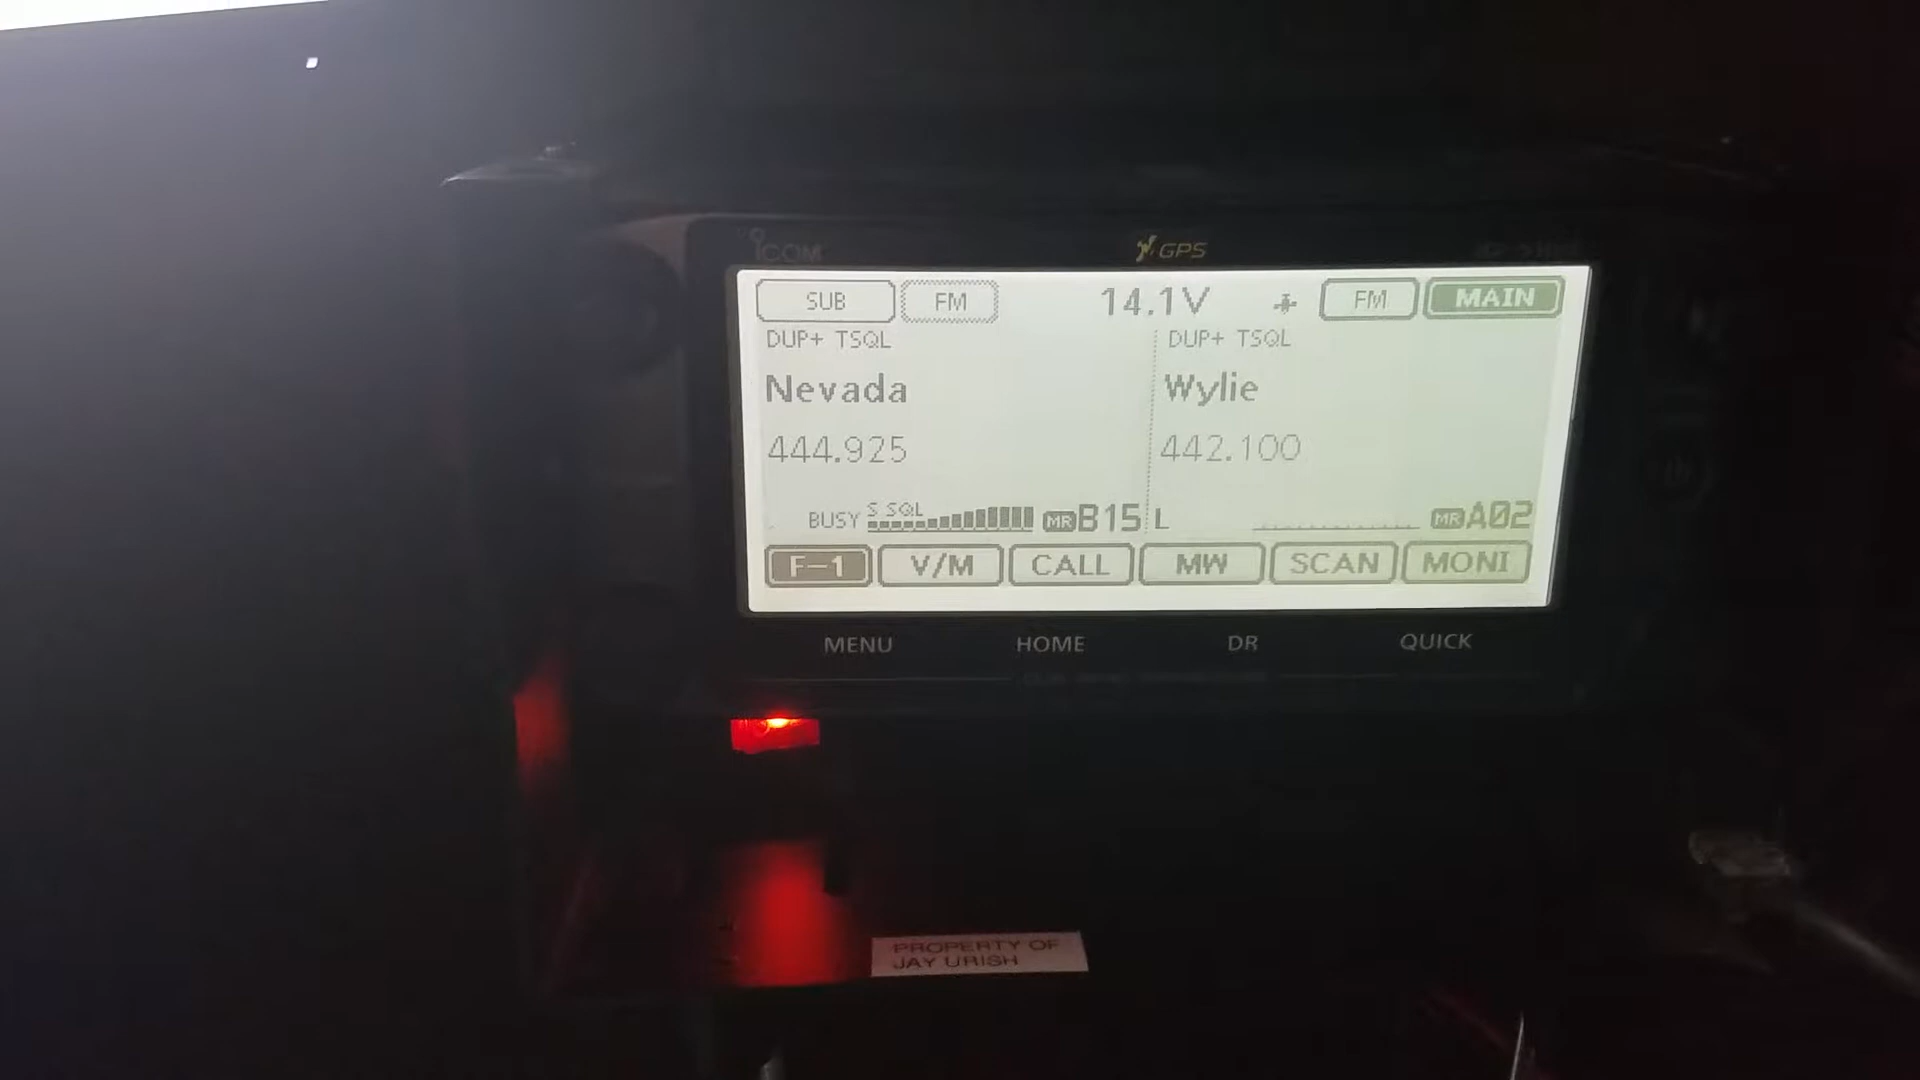 ICOM
GPS
SUB FM 14.1V FM MAIN
DUP+ TSQL
DUP+ TSQL
Nevada
Wylie
444.925
442.100
BUSY S SQL MR B15
L MR A02
F-1 V/M CALL MW SCAN MONI
MENU HOME DR QUICK
PROPERTY OF
JAY URISH